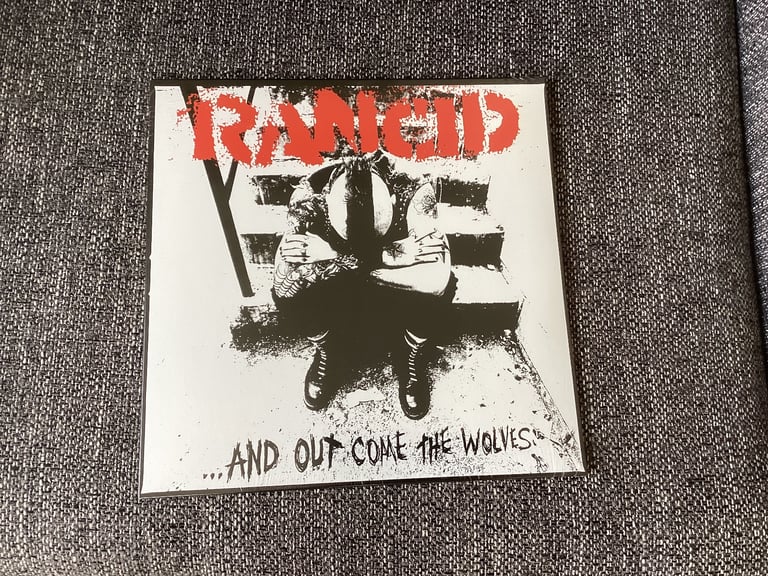 RANCID
...AND OUT COME THE WOLVES